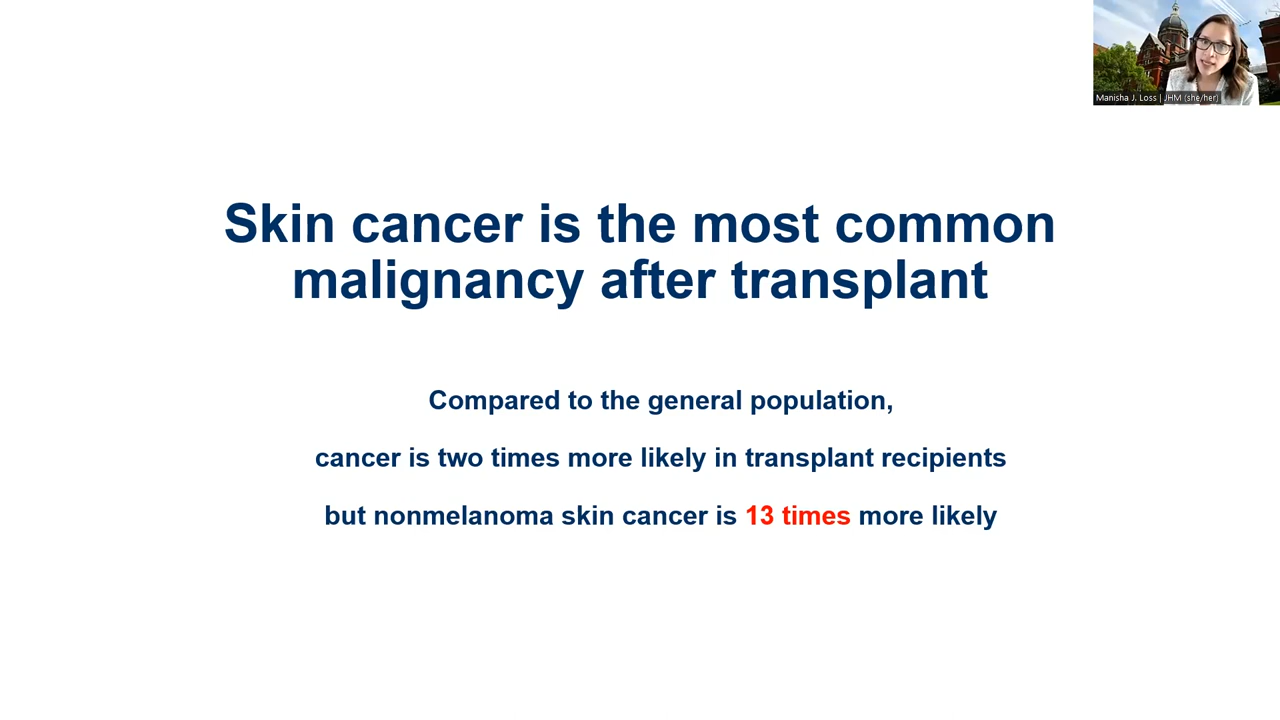 Manisha J. Loss | JHM (she/her)
Skin cancer is the most common
malignancy after transplant
Compared to the general population,
cancer is two times more likely in transplant recipients
but nonmelanoma skin cancer is 13 times more likely